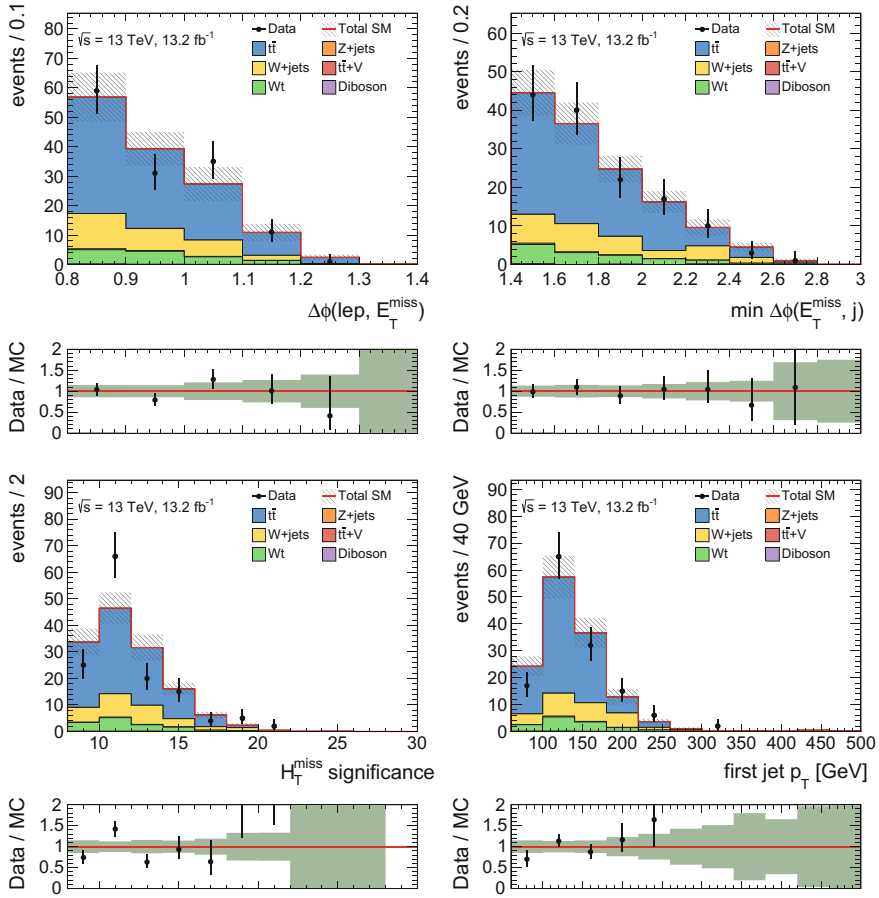 events / 0.1
85
80
70
60
50
40
30
20
10
0
√s = 13 TeV, 13.2 fb⁻¹
Data
Total SM
tt̄
Z+jets
W+jets
tt̄+V
Wt
Diboson
0.8 0.9 1 1.1 1.2 1.3 1.4
Δϕ(lep, E_T^miss)
Data / MC
2
1.5
1
0.5
0
events / 0.2
60
50
40
30
20
10
0
√s = 13 TeV, 13.2 fb⁻¹
Data
Total SM
tt̄
Z+jets
W+jets
tt̄+V
Wt
Diboson
1.4 1.6 1.8 2 2.2 2.4 2.6 2.8 3
min Δϕ(E_T^miss, j)
Data / MC
2
1.5
1
0.5
0
events / 2
90
80
70
60
50
40
30
20
10
0
√s = 13 TeV, 13.2 fb⁻¹
Data
Total SM
tt̄
Z+jets
W+jets
tt̄+V
Wt
Diboson
10 15 20 25 30
H_T^miss significance
Data / MC
2
1.5
1
0.5
0
events / 40 GeV
90
80
70
60
50
40
30
20
10
0
√s = 13 TeV, 13.2 fb⁻¹
Data
Total SM
tt̄
Z+jets
W+jets
tt̄+V
Wt
Diboson
100 150 200 250 300 350 400 450 500
first jet p_T [GeV]
Data / MC
2
1.5
1
0.5
0